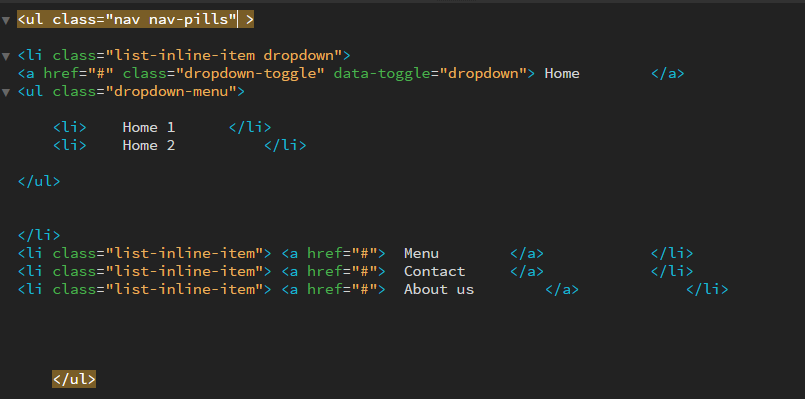 <ul class="nav nav-pills" >
<li class="list-inline-item dropdown">
<a href="#" class="dropdown-toggle" data-toggle="dropdown"> Home </a>
<ul class="dropdown-menu">
<li> Home 1 </li>
<li> Home 2 </li>
</ul>
</li>
<li class="list-inline-item"> <a href="#"> Menu </a> </li>
<li class="list-inline-item"> <a href="#"> Contact </a> </li>
<li class="list-inline-item"> <a href="#"> About us </a> </li>
</ul>